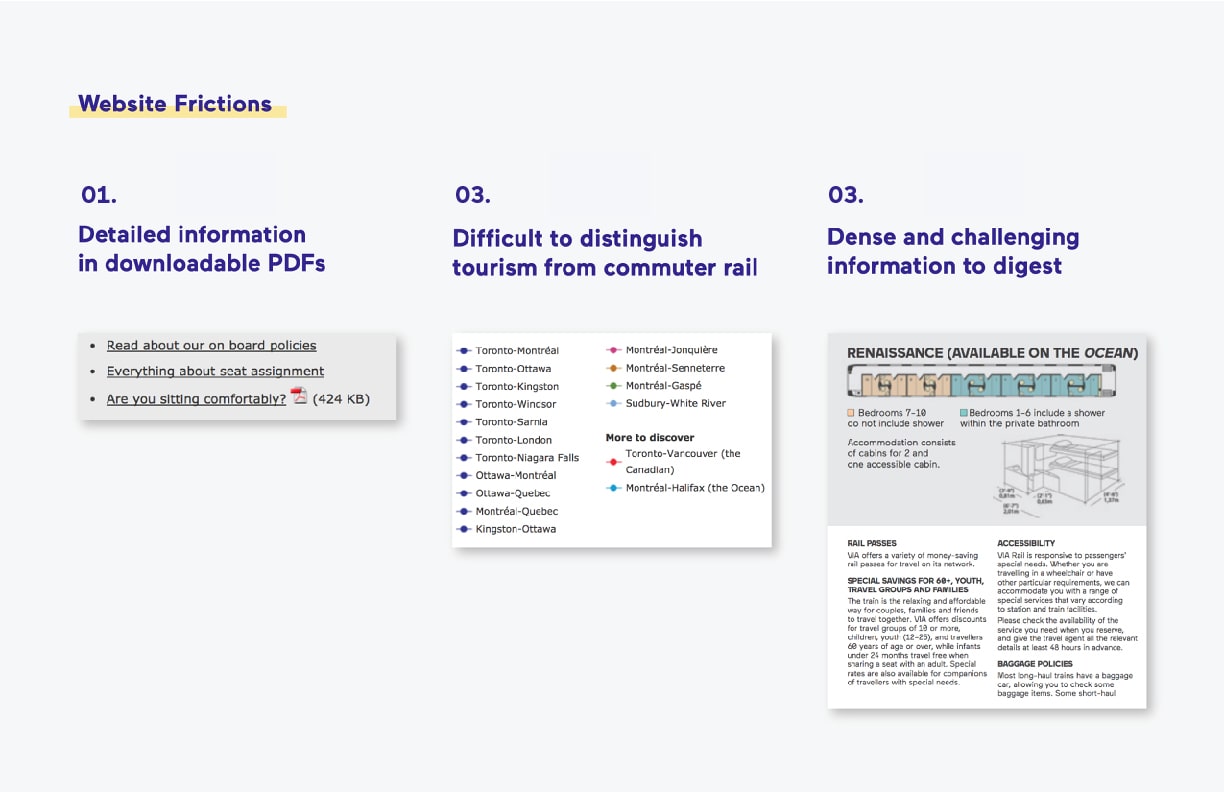 Website Frictions
01.
Detailed information
in downloadable PDFs
• Read about our on board policies
• Everything about seat assignment
• Are you sitting comfortably? (424 KB)
03.
Difficult to distinguish
tourism from commuter rail
Toronto-Montréal
Toronto-Ottawa
Toronto-Kingston
Toronto-Windsor
Toronto-Sarnia
Toronto-London
Toronto-Niagara Falls
Ottawa-Montréal
Ottawa-Quebec
Montréal-Quebec
Kingston-Ottawa
Montréal-Jonquière
Montréal-Senneterre
Montréal-Gaspé
Sudbury-White River
More to discover
Toronto-Vancouver (the
Canadian)
Montréal-Halifax (the Ocean)
03.
Dense and challenging
information to digest
RENAISSANCE (AVAILABLE ON THE OCEAN)
Bedrooms 7-10
do not include shower
Bedrooms 1-6 include a shower
within the private bathroom
Accommodation consists
of cabins for 2 and
one accessible cabin.
RAIL PASSES
VIA offers a variety of money-saving
rail passes for travel on its network.
SPECIAL SAVINGS FOR 60+, YOUTH,
TRAVEL GROUPS AND FAMILIES
The train is the relaxing and affordable
way for couples, families and friends
to travel together. VIA offers discounts
for travel groups of 10 or more,
children, youth (12-25), and travellers
60 years of age or over, while infants
under 24 months travel free when
sharing a seat with an adult. Special
rates are also available for companions
of travellers with special needs.
ACCESSIBILITY
VIA Rail is responsive to passengers'
special needs. Whether you are
travelling in a wheelchair or have
other particular requirements, we can
accommodate you with a range of
special services that vary according
to station and train facilities.
Please check the availability of the
service you need when you reserve,
and give the travel agent all the relevant
details at least 48 hours in advance.
BAGGAGE POLICIES
Most long-haul trains have a baggage
car, allowing you to check some
baggage items. Some short-haul